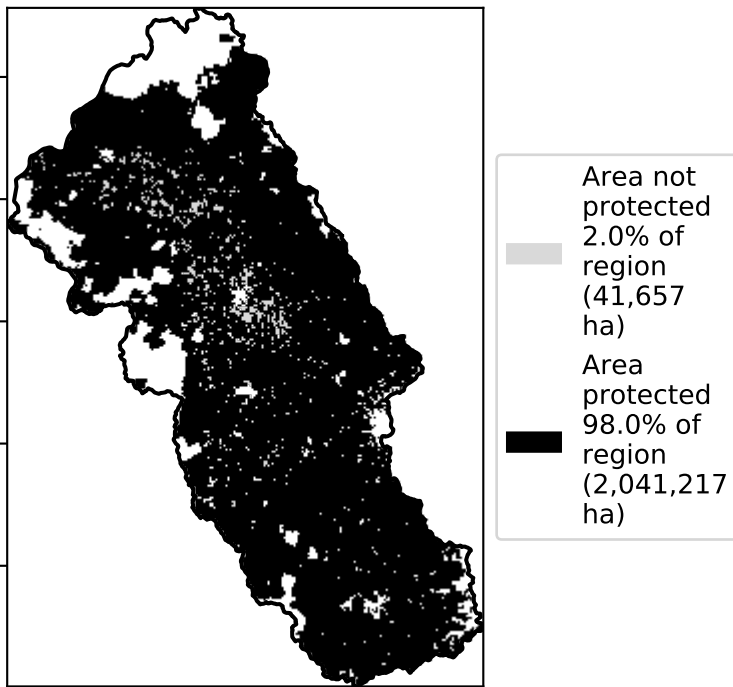 Area not
protected
2.0% of
region
(41,657
ha)
Area
protected
98.0% of
region
(2,041,217
ha)